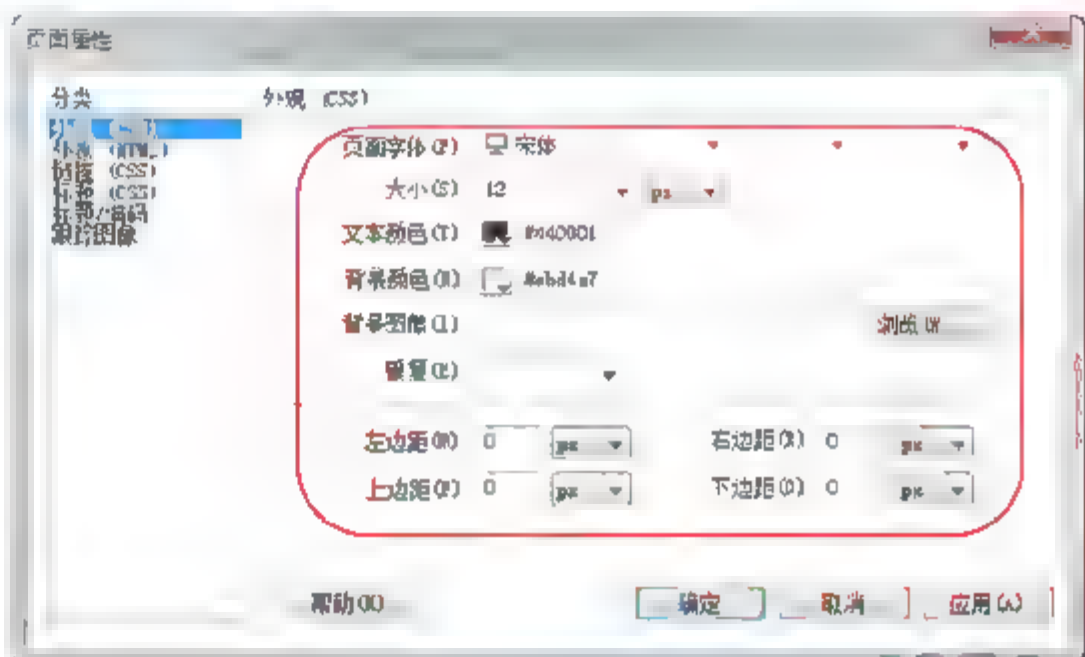 页面属性
分类
外观 (CSS)
外观 (HTML)
链接 (CSS)
标题 (CSS)
标题/编码
跟踪图像
外观 (CSS)
页面字体(F) 宋体
大小(S) 12 px
文本颜色(T)
背景颜色(B)
背景图像(I) 浏览(W)
重复(E)
左边距(M) 0 px 右边距(R) 0 px
上边距(P) 0 px 下边距(O) 0 px
帮助(H) 确定 取消 应用(A)